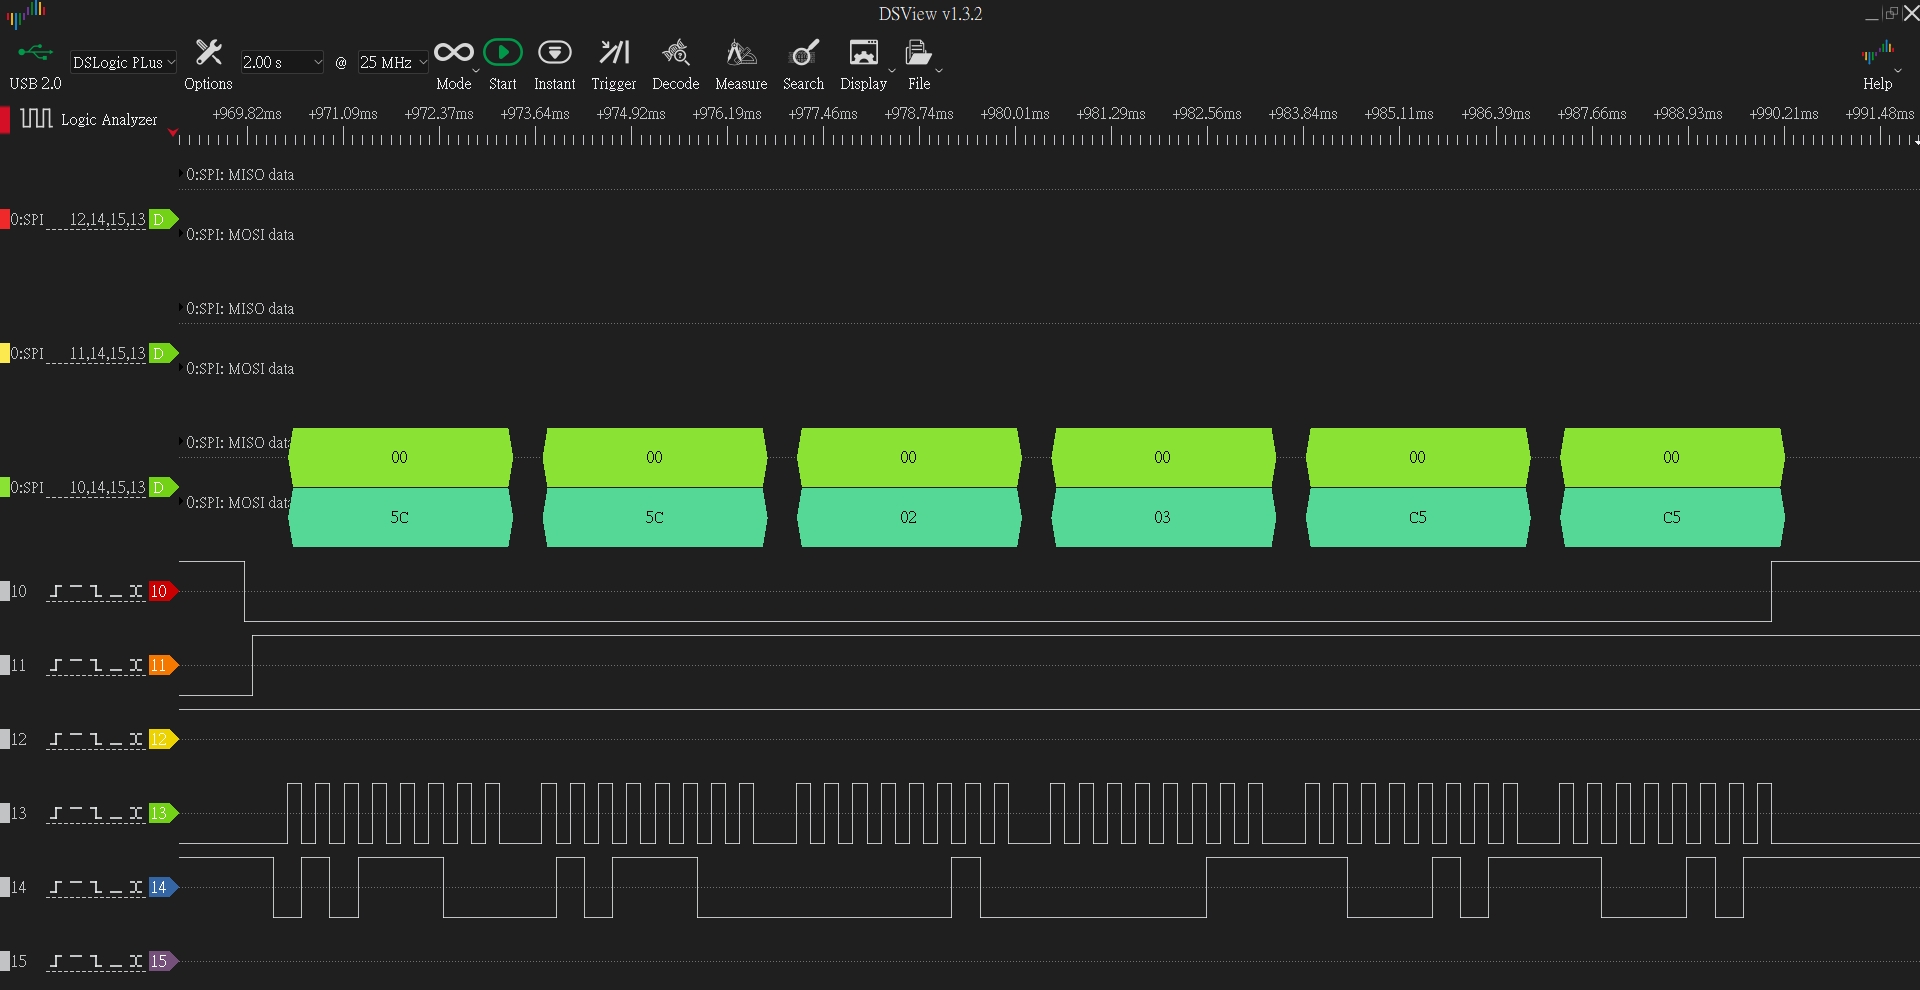 DSView v1.3.2
USB 2.0
DSLogic PLus
Options
2.00 s
@
25 MHz
Mode
Start
Instant
Trigger
Decode
Measure
Search
Display
File
Help
Logic Analyzer
+969.82ms +971.09ms +972.37ms +973.64ms +974.92ms +976.19ms +977.46ms +978.74ms +980.01ms +981.29ms +982.56ms +983.84ms +985.11ms +986.39ms +987.66ms +988.93ms +990.21ms +991.48ms
0:SPI: MISO data
0:SPI 12,14,15,13 D
0:SPI: MOSI data
0:SPI: MISO data
0:SPI 11,14,15,13 D
0:SPI: MOSI data
0:SPI: MISO data 00 00 00 00 00 00
0:SPI 10,14,15,13 D
0:SPI: MOSI data 5C 5C 02 03 C5 C5
10 10
11 11
12 12
13 13
14 14
15 15